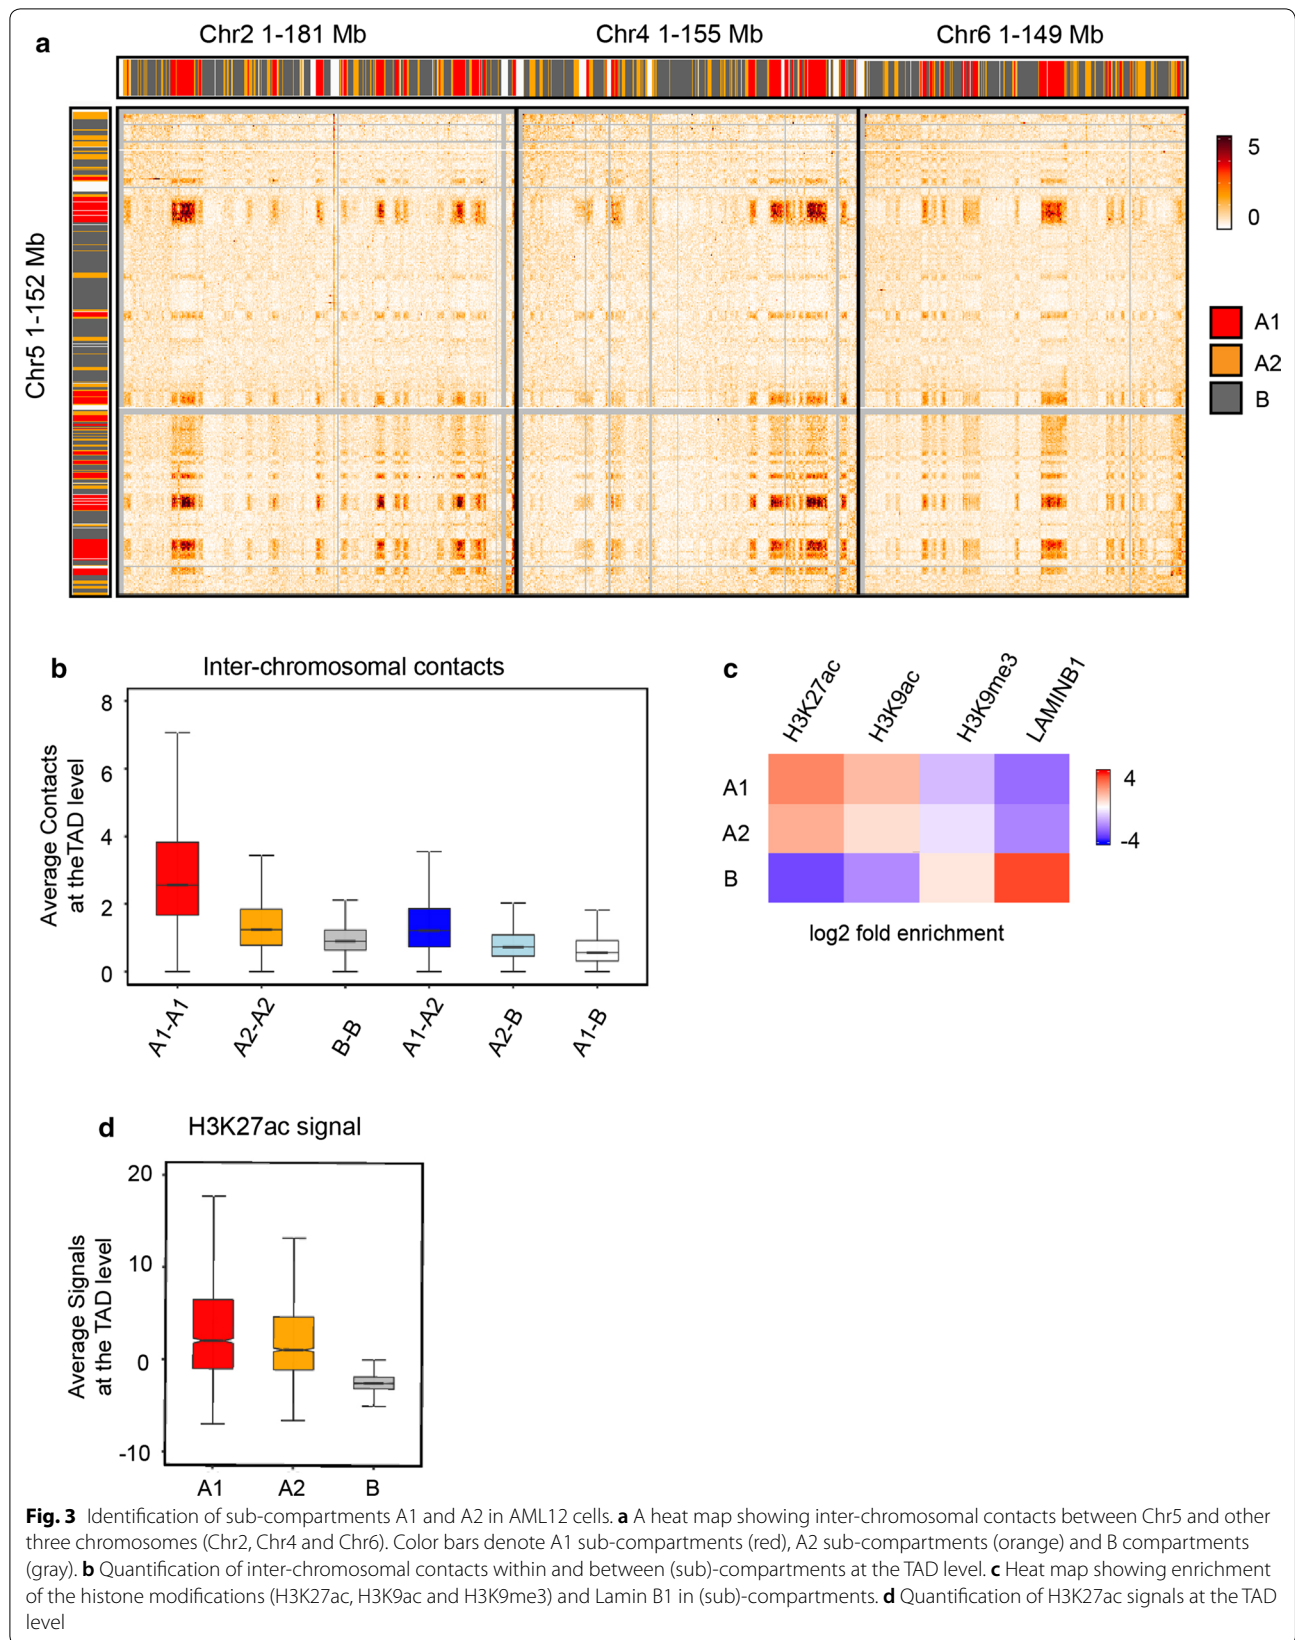 a
Chr2 1-181 Mb
Chr4 1-155 Mb
Chr6 1-149 Mb
Chr5 1-152 Mb
5
0
A1
A2
B
b
Inter-chromosomal contacts
Average Contacts
at theTAD level
8
6
4
2
0
A1-A1
A2-A2
B-B
A1-A2
A2-B
A1-B
c
H3K27ac
H3K9ac
H3K9me3
LAMINB1
A1
A2
B
4
-4
log2 fold enrichment
d
H3K27ac signal
Average Signals
at the TAD level
20
10
0
-10
A1
A2
B
Fig. 3 Identification of sub-compartments A1 and A2 in AML12 cells. a A heat map showing inter-chromosomal contacts between Chr5 and other
three chromosomes (Chr2, Chr4 and Chr6). Color bars denote A1 sub-compartments (red), A2 sub-compartments (orange) and B compartments
(gray). b Quantification of inter-chromosomal contacts within and between (sub)-compartments at the TAD level. c Heat map showing enrichment
of the histone modifications (H3K27ac, H3K9ac and H3K9me3) and Lamin B1 in (sub)-compartments. d Quantification of H3K27ac signals at the TAD
level